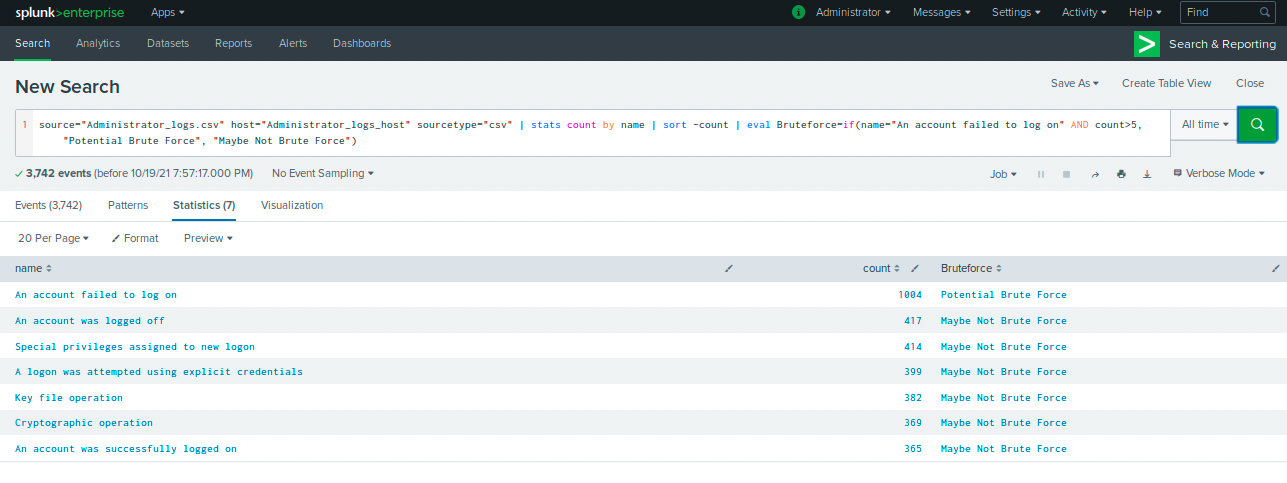 splunk>enterprise Apps Administrator Messages Settings Activity Help Find
Search Analytics Datasets Reports Alerts Dashboards Search & Reporting
New Search Save As Create Table View Close
1 source="Administrator_logs.csv" host="Administrator_logs_host" sourcetype="csv" | stats count by name | sort -count | eval Bruteforce=if(name="An account failed to log on" AND count>5,
"Potential Brute Force", "Maybe Not Brute Force")
All time
3,742 events (before 10/19/21 7:57:17.000 PM) No Event Sampling Job Verbose Mode
Events (3,742) Patterns Statistics (7) Visualization
20 Per Page Format Preview
name count Bruteforce
An account failed to log on 1004 Potential Brute Force
An account was logged off 417 Maybe Not Brute Force
Special privileges assigned to new logon 414 Maybe Not Brute Force
A logon was attempted using explicit credentials 399 Maybe Not Brute Force
Key file operation 382 Maybe Not Brute Force
Cryptographic operation 369 Maybe Not Brute Force
An account was successfully logged on 365 Maybe Not Brute Force